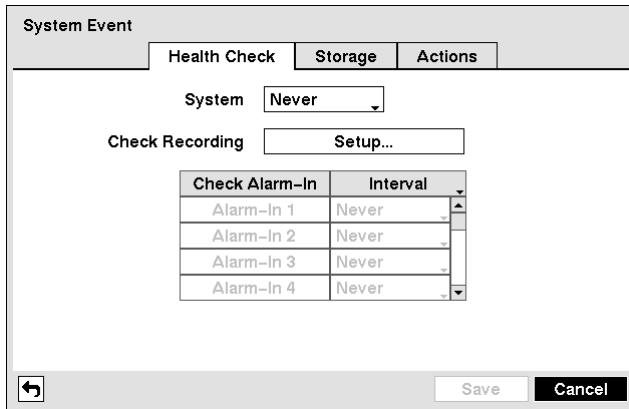 System Event
Health Check Storage Actions
System Never
Check Recording Setup...
Check Alarm-In Interval
Alarm-In 1 Never
Alarm-In 2 Never
Alarm-In 3 Never
Alarm-In 4 Never
Save Cancel